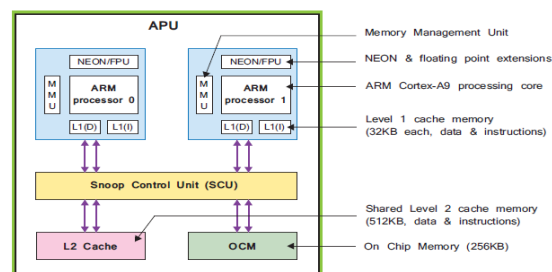 APU
NEON/FPU
MMU
ARM
processor 0
L1(D) L1(I)
NEON/FPU
MMU
ARM
processor 1
L1(D) L1(I)
Snoop Control Unit (SCU)
L2 Cache
OCM
Memory Management Unit
NEON & floating point extensions
ARM Cortex-A9 processing core
Level 1 cache memory
(32KB each, data & instructions)
Shared Level 2 cache memory
(512KB, data & instructions)
On Chip Memory (256KB)